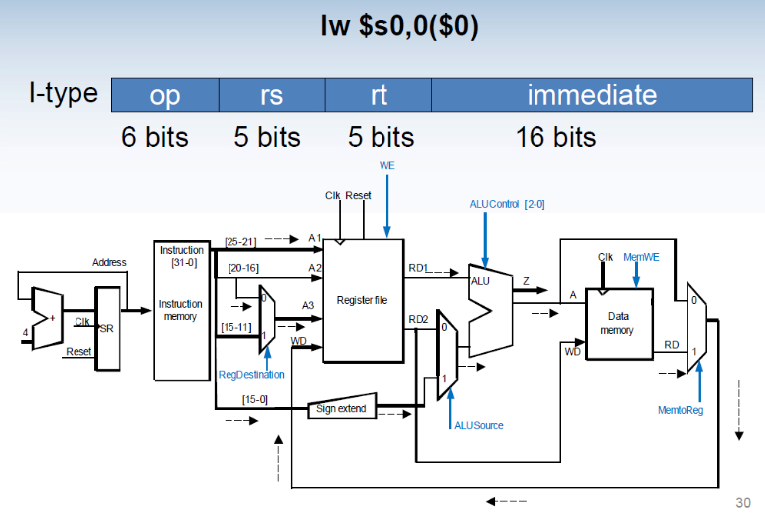 lw $s0,0($0)
I-type op rs rt immediate
6 bits 5 bits 5 bits 16 bits
WE
Clk Reset
ALUControl [2-0]
Address
Instruction
[31-0]
Instruction
memory
[25-21]
A1
[20-16]
A2
0
A3
[15-11]
1
WD
RegDestination
Register file
RD1
RD2
ALU
Z
0
1
ALUSource
[15-0]
Sign extend
4
+
Clk
SR
Reset
Clk MemWE
A
Data
memory
WD
RD
0
1
MemtoReg
30